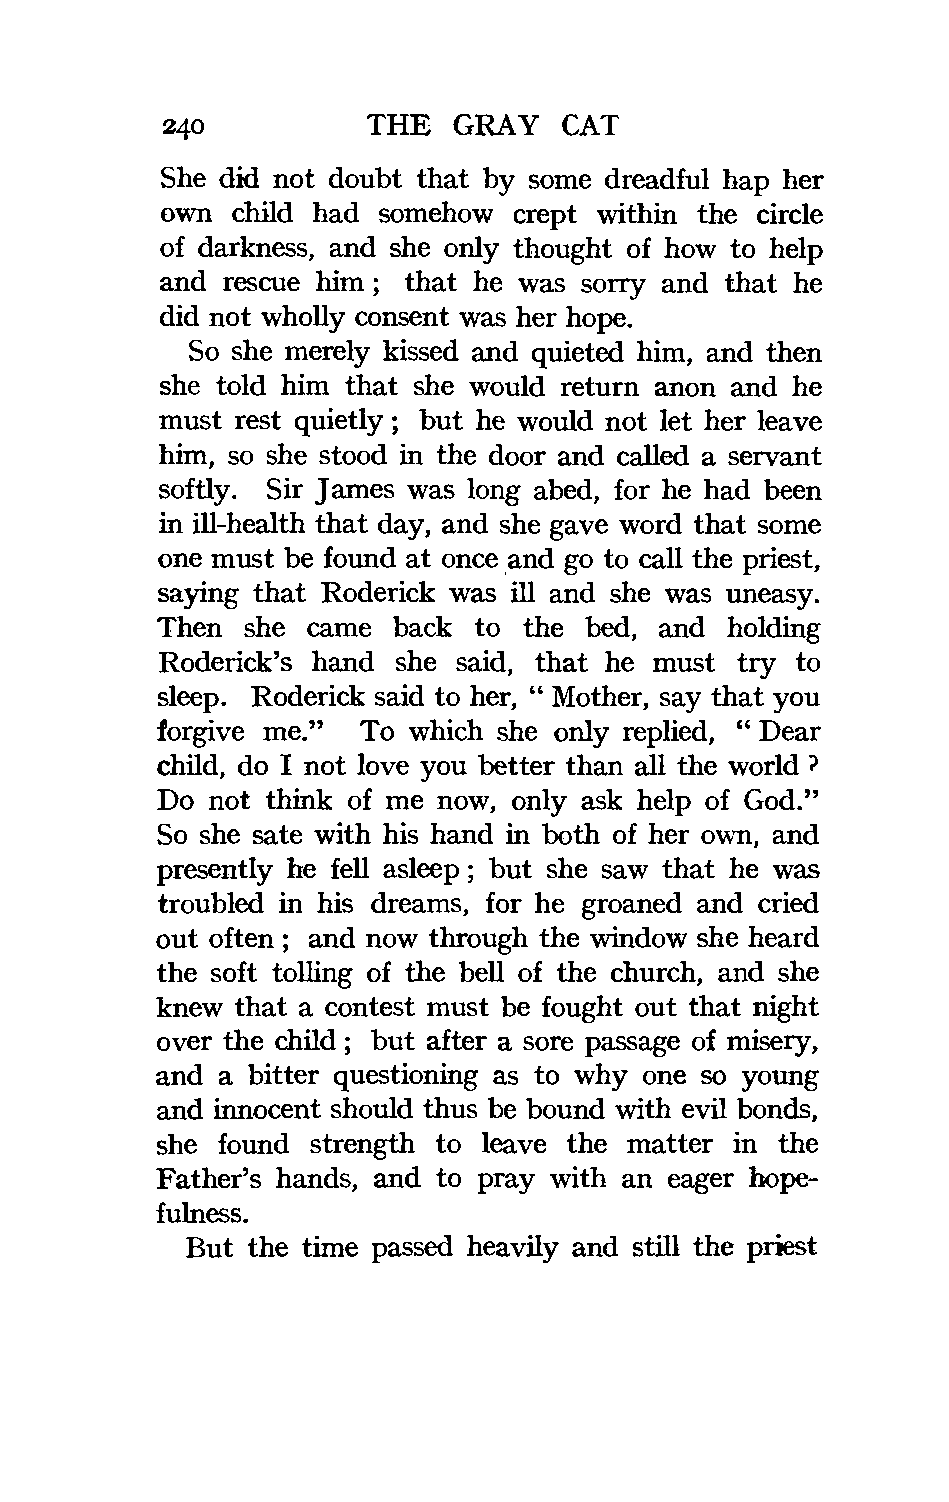 240 THE GRAY CAT
She did not doubt that by some dreadful hap her
own child had somehow crept within the circle
of darkness, and she only thought of how to help
and rescue him ; that he was sorry and that he
did not wholly consent was her hope.
So she merely kissed and quieted him, and then
she told him that she would return anon and he
must rest quietly ; but he would not let her leave
him, so she stood in the door and called a servant
softly. Sir James was long abed, for he had been
in ill-health that day, and she gave word that some
one must be found at once and go to call the priest,
saying that Roderick was ill and she was uneasy.
Then she came back to the bed, and holding
Roderick's hand she said, that he must try to
sleep. Roderick said to her, “ Mother, say that you
forgive me.” To which she only replied, “ Dear
child, do I not love you better than all the world ?
Do not think of me now, only ask help of God.”
So she sate with his hand in both of her own, and
presently he fell asleep ; but she saw that he was
troubled in his dreams, for he groaned and cried
out often ; and now through the window she heard
the soft tolling of the bell of the church, and she
knew that a contest must be fought out that night
over the child ; but after a sore passage of misery,
and a bitter questioning as to why one so young
and innocent should thus be bound with evil bonds,
she found strength to leave the matter in the
Father's hands, and to pray with an eager hope-
fulness.
But the time passed heavily and still the priest